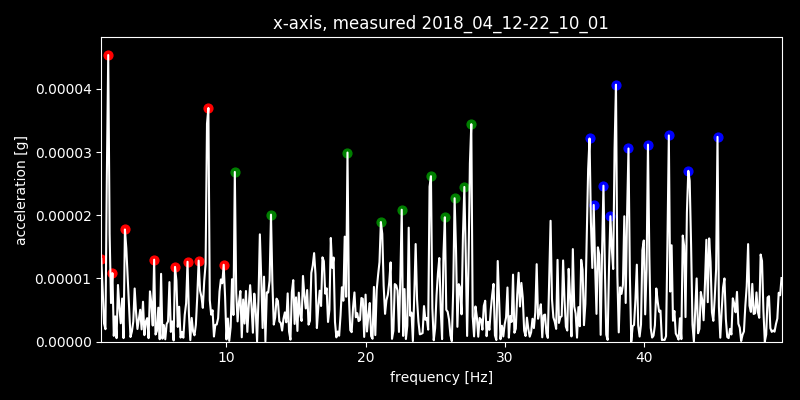 x-axis, measured 2018_04_12-22_10_01
acceleration [g]
0.00004
0.00003
0.00002
0.00001
0.00000
10 20 30 40
frequency [Hz]